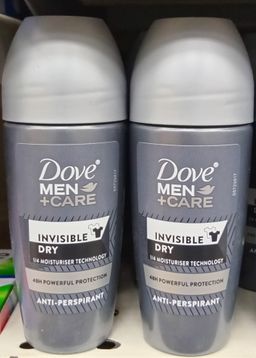 Dove
MEN
+CARE
INVISIBLE
DRY
1/4 MOISTURISER TECHNOLOGY
48H POWERFUL PROTECTION
ANTI-PERSPIRANT
Dove
MEN
+CARE
INVISIBLE
DRY
1/4 MOISTURISER TECHNOLOGY
48H POWERFUL PROTECTION
ANTI-PERSPIRANT